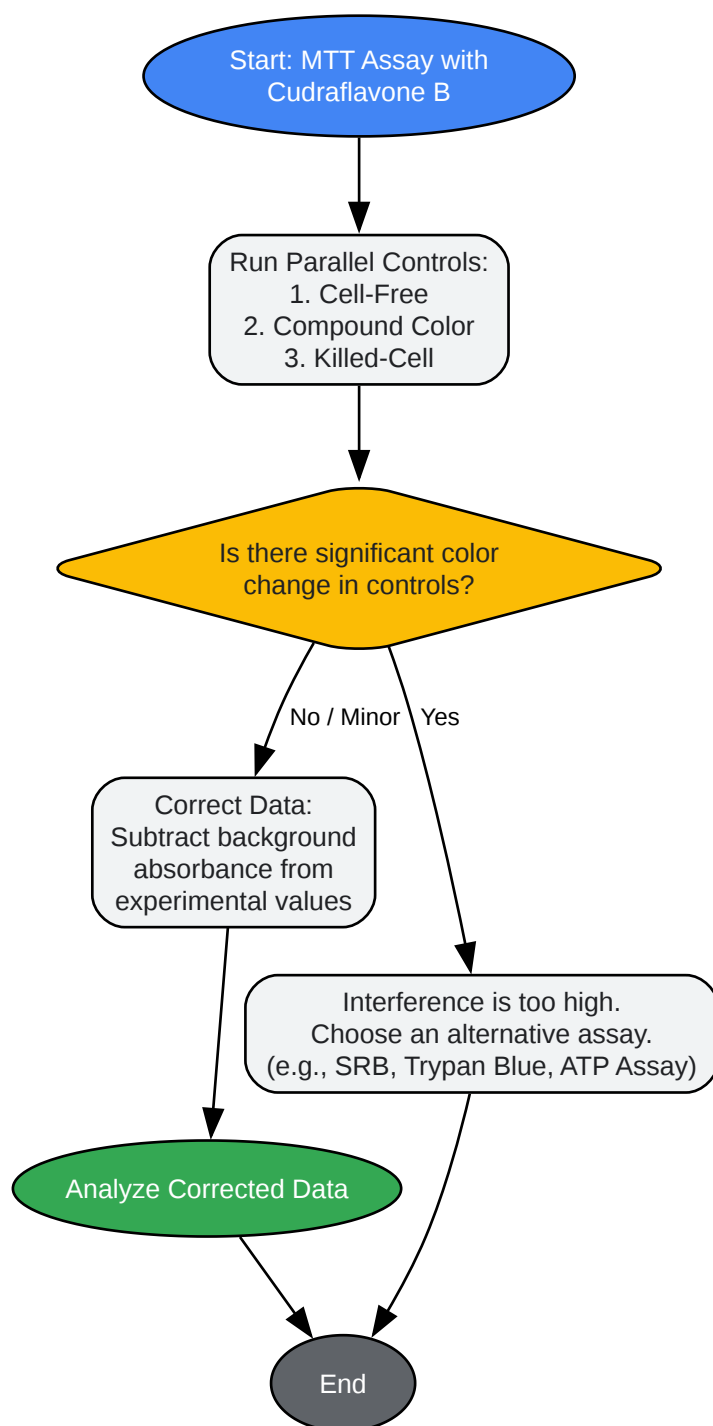 Start: MTT Assay with
Cudraflavone B
Run Parallel Controls:
1. Cell-Free
2. Compound Color
3. Killed-Cell
Is there significant color
change in controls?
No / Minor
Yes
Correct Data:
Subtract background
absorbance from
experimental values
Interference is too high.
Choose an alternative assay.
(e.g., SRB, Trypan Blue, ATP Assay)
Analyze Corrected Data
End